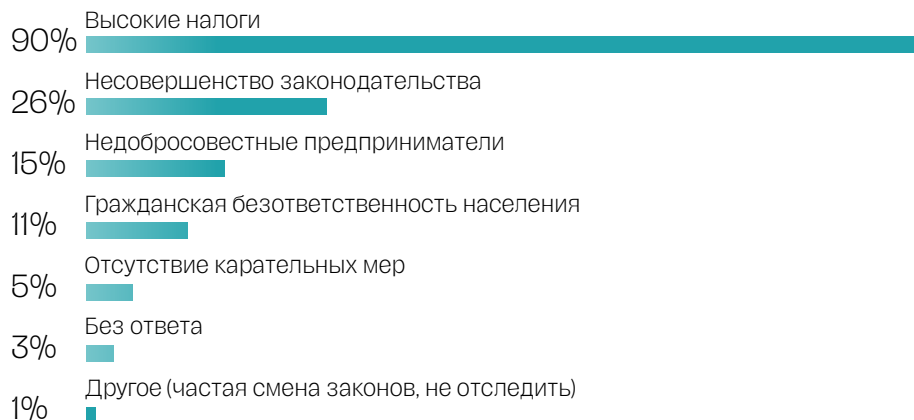 Высокие налоги
90%
Несовершенство законодательства
26%
Недобросовестные предприниматели
15%
Гражданская безответственность населения
11%
Отсутствие карательных мер
5%
Без ответа
3%
Другое (частая смена законов, не отследить)
1%